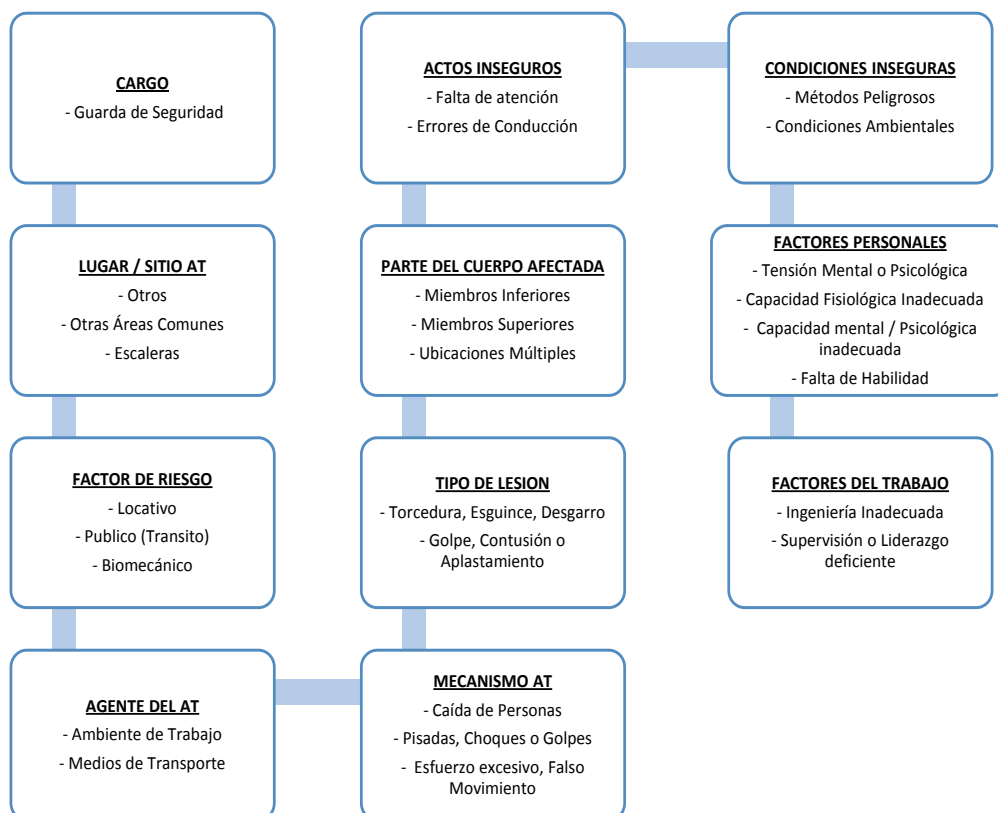 CARGO
- Guarda de Seguridad
LUGAR / SITIO AT
- Otros
- Otras Áreas Comunes
- Escaleras
FACTOR DE RIESGO
- Locativo
- Publico (Transito)
- Biomecánico
AGENTE DEL AT
- Ambiente de Trabajo
- Medios de Transporte
MECANISMO AT
- Caída de Personas
- Pisadas, Choques o Golpes
- Esfuerzo excesivo, Falso
Movimiento
TIPO DE LESION
- Torcedura, Esguince, Desgarro
- Golpe, Contusión o
Aplastamiento
PARTE DEL CUERPO AFECTADA
- Miembros Inferiores
- Miembros Superiores
- Ubicaciones Múltiples
ACTOS INSEGUROS
- Falta de atención
- Errores de Conducción
CONDICIONES INSEGURAS
- Métodos Peligrosos
- Condiciones Ambientales
FACTORES PERSONALES
- Tensión Mental o Psicológica
- Capacidad Fisiológica Inadecuada
- Capacidad mental / Psicológica
inadecuada
- Falta de Habilidad
FACTORES DEL TRABAJO
- Ingeniería Inadecuada
- Supervisión o Liderazgo
deficiente